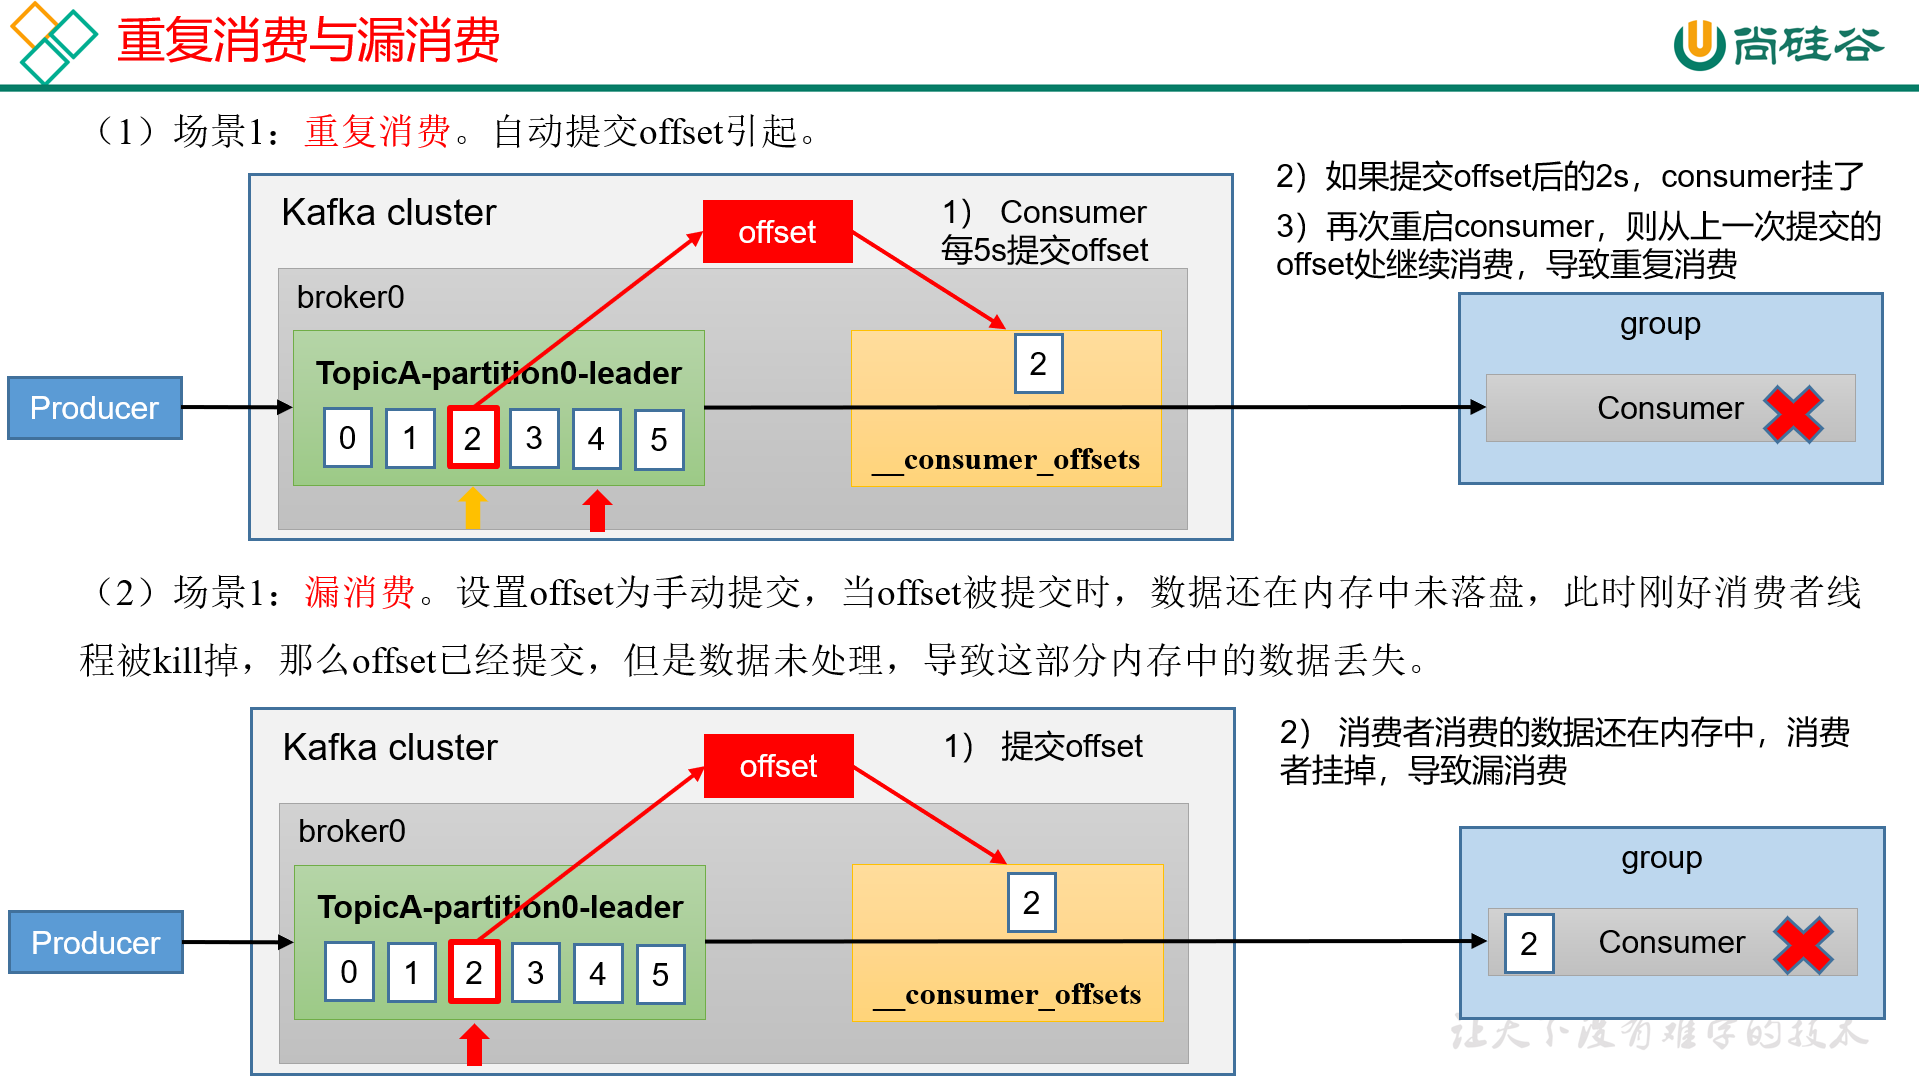 重复消费与漏消费
尚硅谷
（1）场景1：重复消费。自动提交offset引起。
Kafka cluster
offset
1） Consumer
每5s提交offset
2）如果提交offset后的2s，consumer挂了
3）再次重启consumer，则从上一次提交的
offset处继续消费，导致重复消费
broker0
TopicA-partition0-leader
0 1 2 3 4 5
2
__consumer_offsets
Producer
group
Consumer
（2）场景1：漏消费。设置offset为手动提交，当offset被提交时，数据还在内存中未落盘，此时刚好消费者线
程被kill掉，那么offset已经提交，但是数据未处理，导致这部分内存中的数据丢失。
Kafka cluster
offset
1） 提交offset
2） 消费者消费的数据还在内存中，消费
者挂掉，导致漏消费
broker0
TopicA-partition0-leader
0 1 2 3 4 5
2
__consumer_offsets
Producer
group
2 Consumer
让天下没有难学的技术